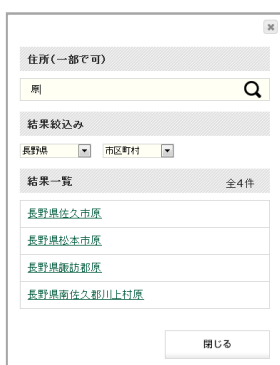 住所(一部で可)
原
結果絞込み
長野県 市区町村
結果一覧 全4件
長野県佐久市原
長野県松本市原
長野県諏訪郡原
長野県南佐久郡川上村原
閉じる